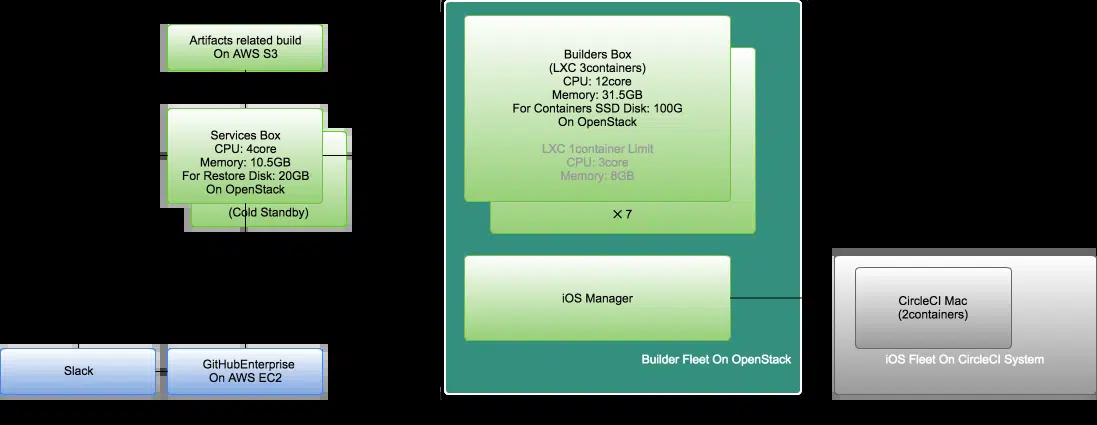 Artifacts related build
On AWS S3
Services Box
CPU: 4core
Memory: 10.5GB
For Restore Disk: 20GB
On OpenStack
(Cold Standby)
Slack
GitHubEnterprise
On AWS EC2
Builders Box
(LXC 3containers)
CPU: 12core
Memory: 31.5GB
For Containers SSD Disk: 100G
On OpenStack
LXC 1container Limit
CPU: 3core
Memory: 8GB
×7
iOS Manager
Builder Fleet On OpenStack
CircleCI Mac
(2containers)
iOS Fleet On CircleCI System